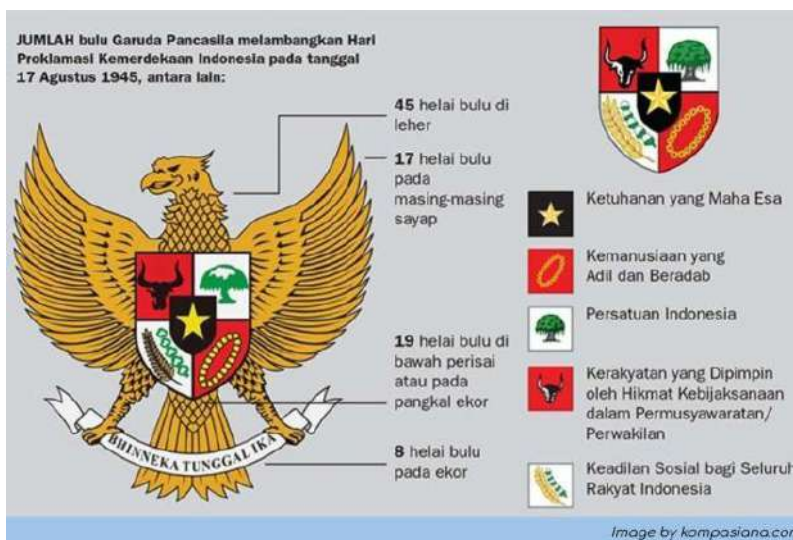 JUMLAH bulu Garuda Pancasila melambangkan Hari
Proklamasi Kemerdekaan Indonesia pada tanggal
17 Agustus 1945, antara lain:
45 helai bulu di
leher
17 helai bulu
pada
masing-masing
sayap
19 helai bulu di
bawah perisai
atau pada
pangkal ekor
8 helai bulu
pada ekor
BHINNEKA TUNGGAL IKA
Ketuhanan yang Maha Esa
Kemanusiaan yang
Adil dan Beradab
Persatuan Indonesia
Kerakyatan yang Dipimpin
oleh Hikmat Kebijaksanaan
dalam Permusyawaratan/
Perwakilan
Keadilan Sosial bagi Seluruh
Rakyat Indonesia
Image by kompasiana.com